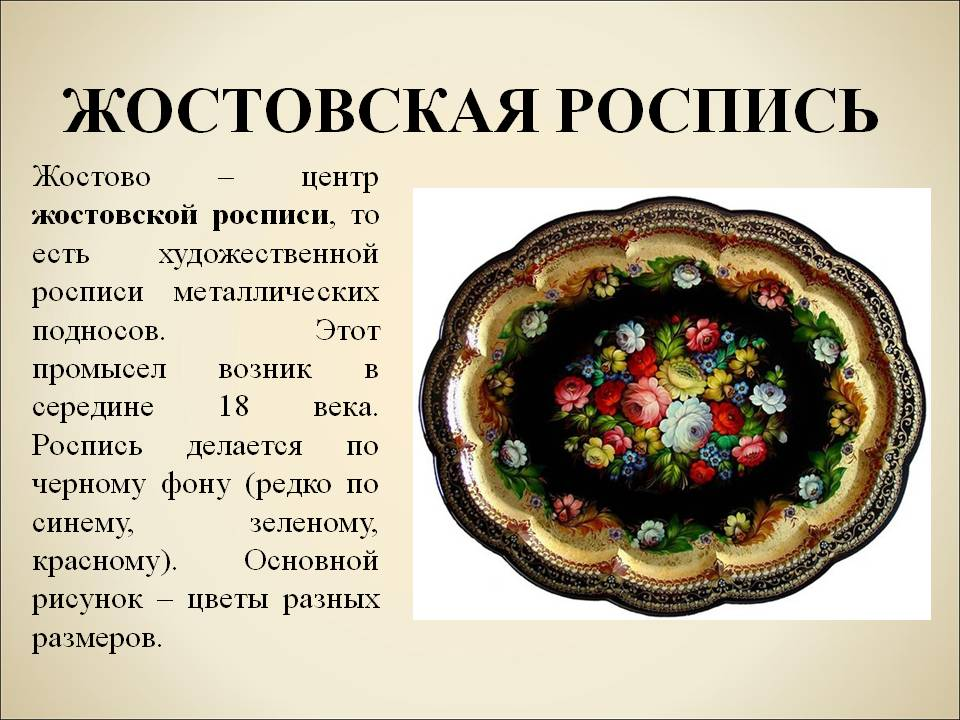 ЖОСТОВСКАЯ РОСПИСЬ
Жостово – центр
жостовской росписи, то
есть художественной
росписи металлических
подносов. Этот
промысел возник в
середине 18 века.
Роспись делается по
черному фону (редко по
синему, зеленому,
красному). Основной
рисунок – цветы разных
размеров.